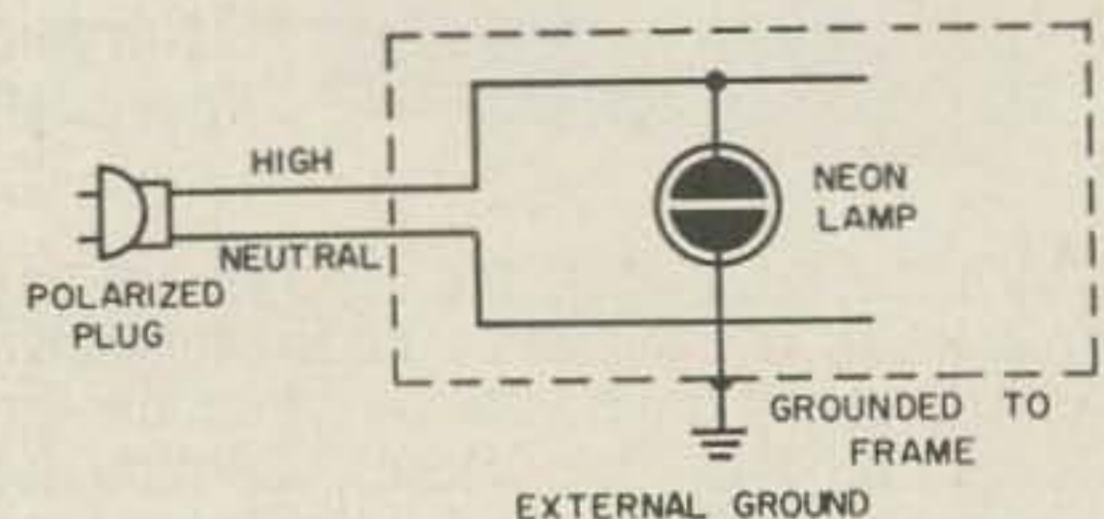 HIGH
NEUTRAL
POLARIZED
PLUG
NEON
LAMP
GROUNDED TO
FRAME
EXTERNAL GROUND